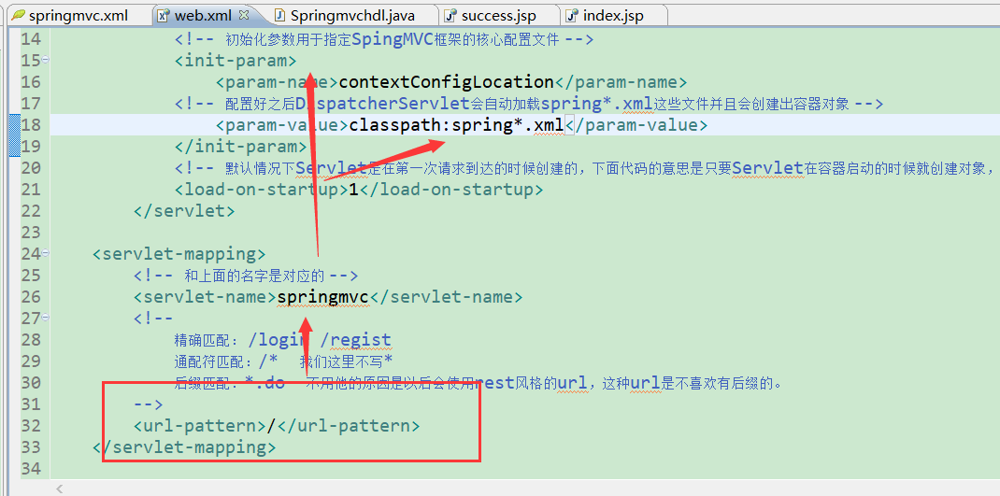 springmvc.xml web.xml Springmvchdl.java success.jsp index.jsp
14 <!-- 初始化参数用于指定SpingMVC框架的核心配置文件 -->
15 <init-param>
16 <param-name>contextConfigLocation</param-name>
17 <!-- 配置好之后DispatcherServlet会自动加载spring*.xml这些文件并且会创建出容器对象 -->
18 <param-value>classpath:spring*.xml</param-value>
19 </init-param>
20 <!-- 默认情况下Servlet是在第一次请求到达的时候创建的，下面代码的意思是只要Servlet在容器启动的时候就创建对象，
21 <load-on-startup>1</load-on-startup>
22 </servlet>
23
24 <servlet-mapping>
25 <!-- 和上面的名字是对应的 -->
26 <servlet-name>springmvc</servlet-name>
27 <!--
28 精确匹配：/login /regist
29 通配符匹配：/* 我们这里不写*
30 后缀匹配：*.do 不用他的原因是以后会使用rest风格的url，这种url是不喜欢有后缀的。
31 -->
32 <url-pattern>/</url-pattern>
33 </servlet-mapping>
34